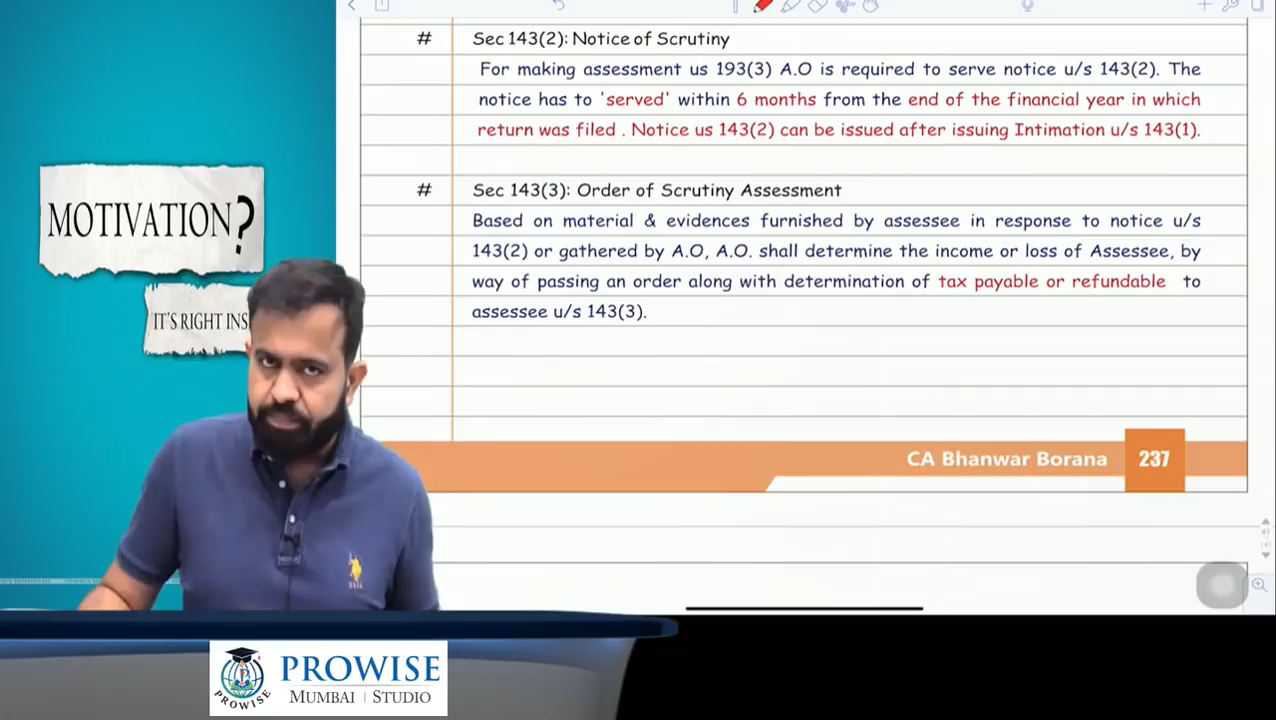 # Sec 143(2): Notice of Scrutiny
For making assessment us 193(3) A.O is required to serve notice u/s 143(2). The
notice has to 'served' within 6 months from the end of the financial year in which
return was filed . Notice us 143(2) can be issued after issuing Intimation u/s 143(1).
# Sec 143(3): Order of Scrutiny Assessment
Based on material & evidences furnished by assessee in response to notice u/s
143(2) or gathered by A.O, A.O. shall determine the income or loss of Assessee, by
way of passing an order along with determination of tax payable or refundable to
assessee u/s 143(3).
CA Bhanwar Borana 237
MOTIVATION?
IT'S RIGHT INS
PROWISE
MUMBAI | STUDIO
PROWISE